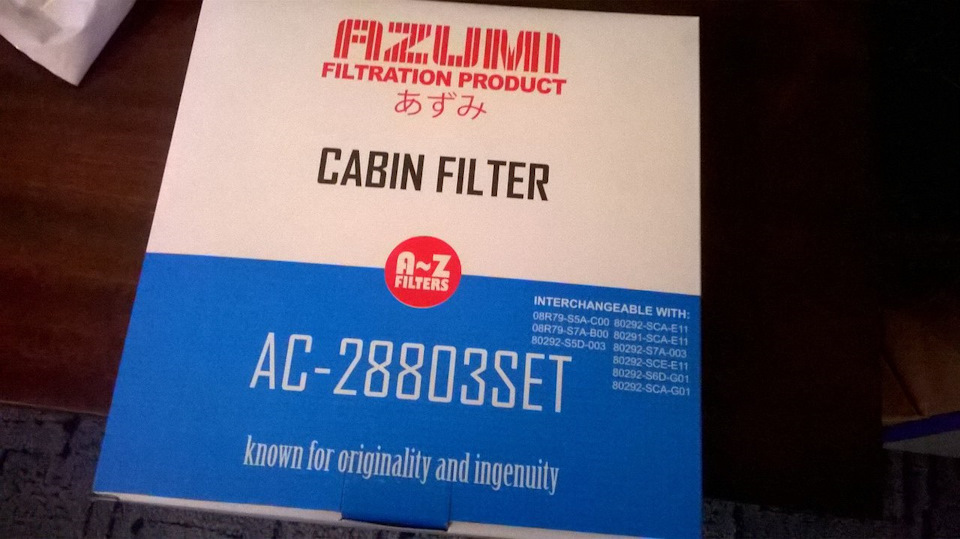 AZUMI
FILTRATION PRODUCT
あずみ
CABIN FILTER
A~Z
FILTERS
INTERCHANGEABLE WITH:
08R79-S5A-C00 80292-SCA-E11
08R79-S7A-B00 80291-SCA-E11
80292-S5D-003 80292-S7A-003
80292-SCE-E11
80292-S6D-G01
80292-SCA-G01
AC-28803SET
known for originality and ingenuity